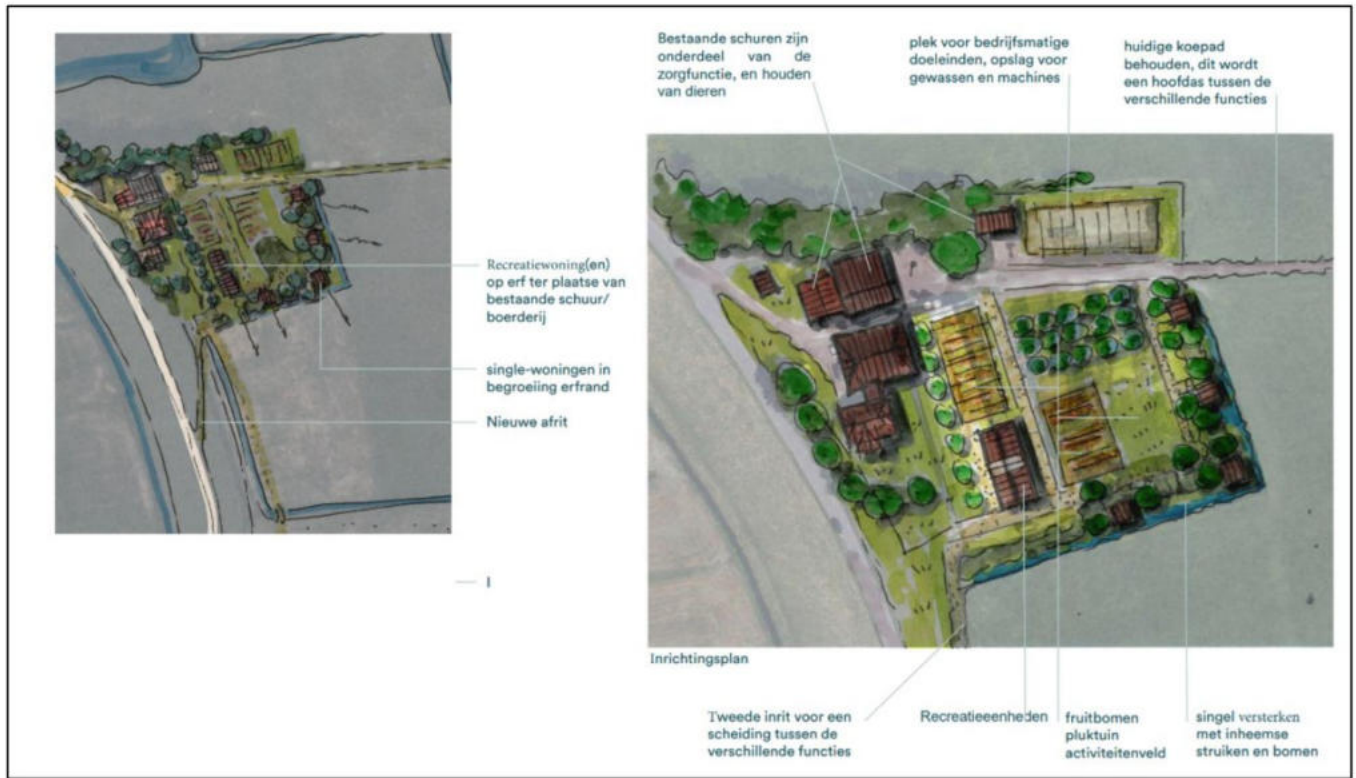 Bestaande schuren zijn
onderdeel van de
zorgfunctie, en houden
van dieren
plek voor bedrijfsmatige
doeleinden, opslag voor
gewassen en machines
huidige koepad
behouden, dit wordt
een hoofdas tussen de
verschillende functies
Recreatiewoning(en)
op erf ter plaatse van
bestaande schuur/
boerderij
single-woningen in
begroeiing erfrand
Nieuwe afrit
I
Inrichtingsplan
Tweede inrit voor een
scheiding tussen de
verschillende functies
Recreatieeenheden
fruitbomen
pluktuin
activiteitenveld
singel versterken
met inheemse
struiken en bomen